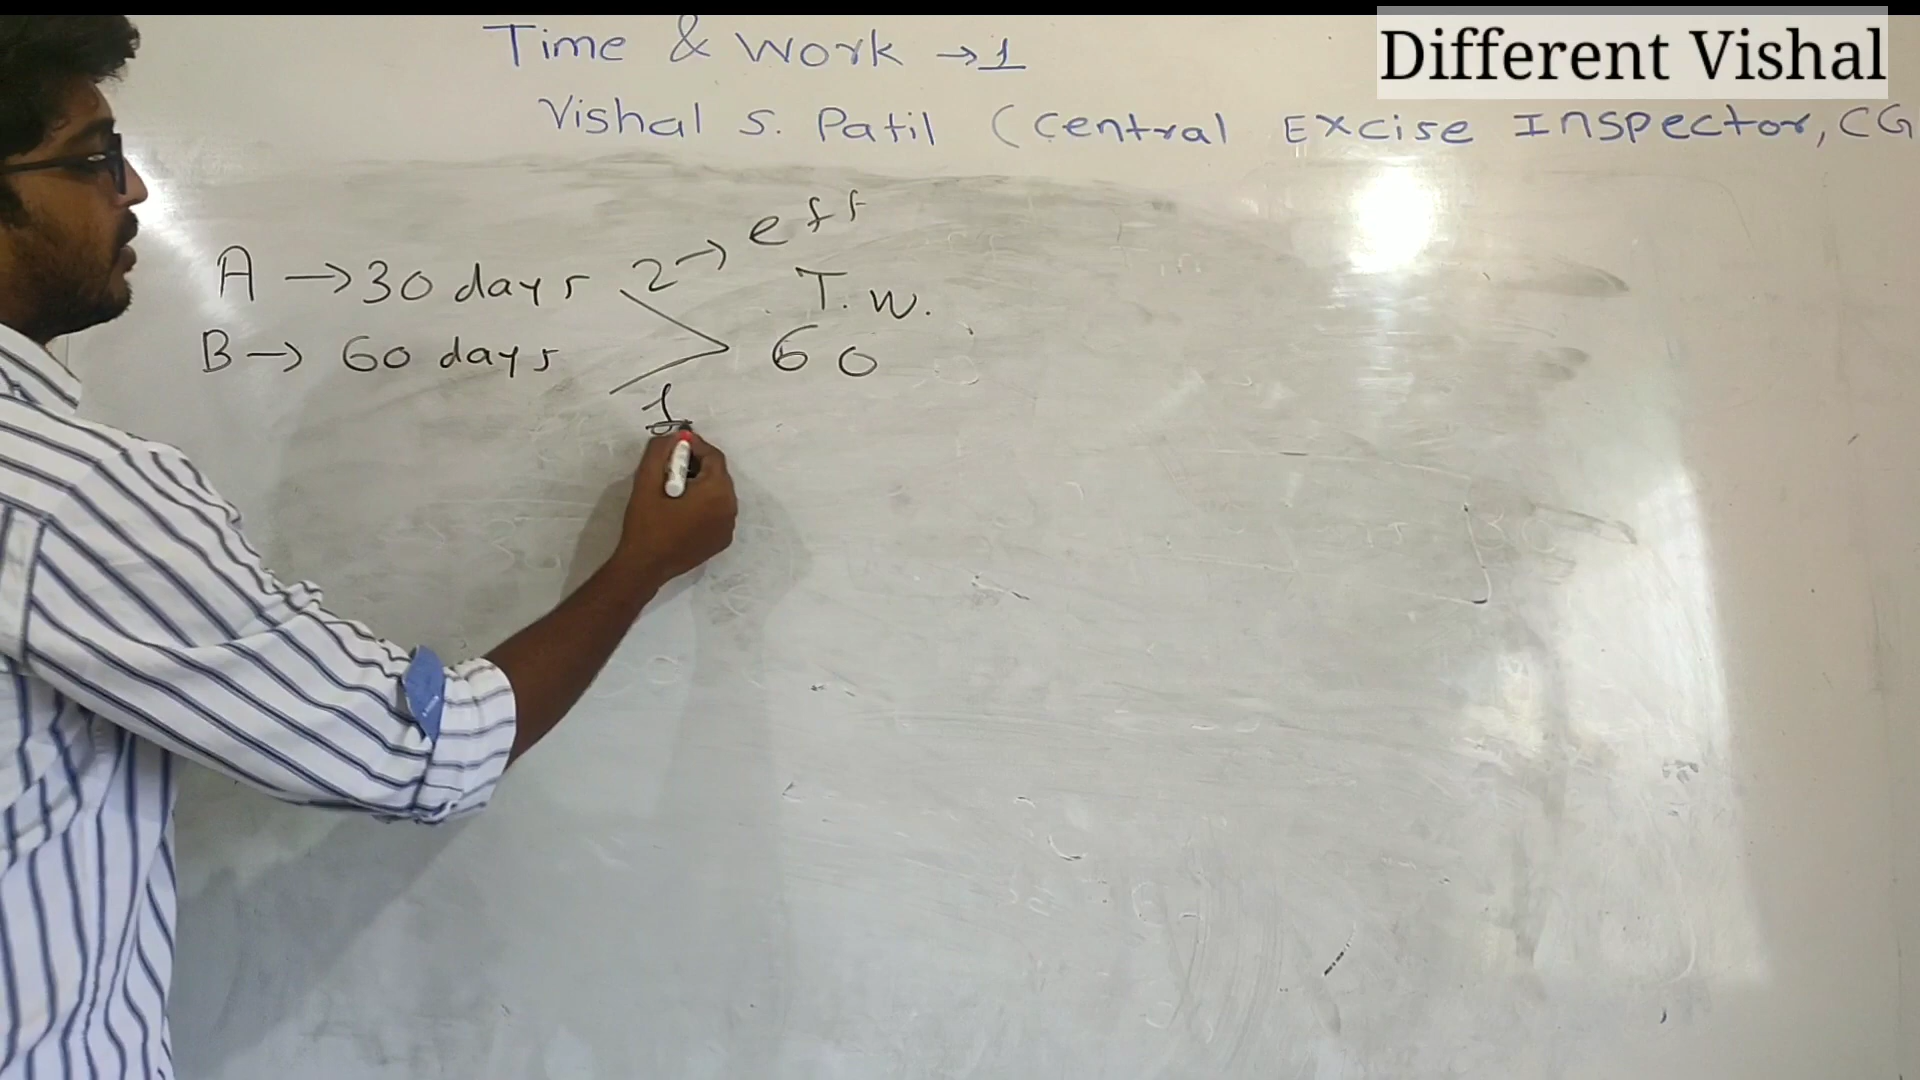 Time & Work → 1
Different Vishal
Vishal S. Patil (Central Excise Inspector, CG
eff
A → 30 days 2 →
T. W.
B → 60 days 60
1